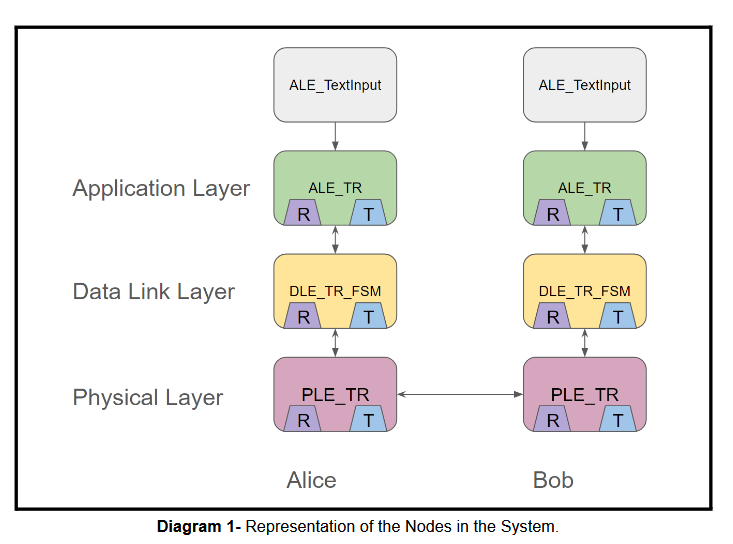 ALE_TextInput ALE_TextInput
Application Layer ALE_TR ALE_TR
R T R T
Data Link Layer DLE_TR_FSM DLE_TR_FSM
R T R T
Physical Layer PLE_TR PLE_TR
R T R T
Alice Bob
Diagram 1- Representation of the Nodes in the System.